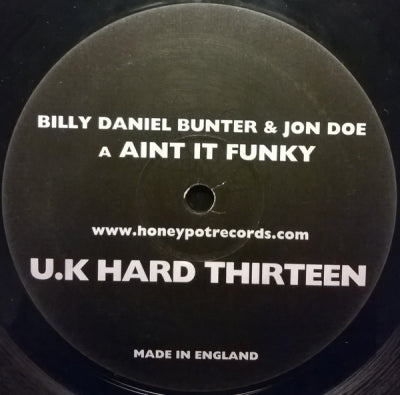 BILLY DANIEL BUNTER & JON DOE
A AINT IT FUNKY
www.honeypotrecords.com
U.K HARD THIRTEEN
MADE IN ENGLAND